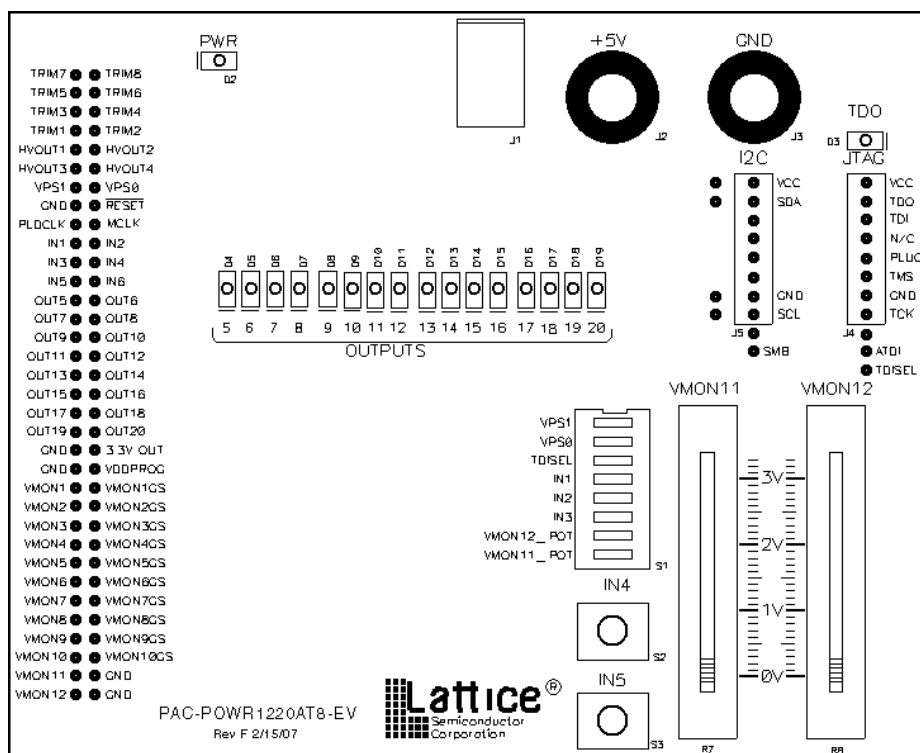 PWR
D2
J1
+5V
J2
GND
J3
TDO
D3
TRIM7 TRIM8
TRIM5 TRIM6
TRIM3 TRIM4
TRIM1 TRIM2
HVOUT1 HVOUT2
HVOUT3 HVOUT4
VPS1 VPS0
GND RESET
PLDCLK MCLK
IN1 IN2
IN3 IN4
IN5 IN6
OUT5 OUT6
OUT7 OUT8
OUT9 OUT10
OUT11 OUT12
OUT13 OUT14
OUT15 OUT16
OUT17 OUT18
OUT19 OUT20
GND 3.3V OUT
GND VDDPROG
VMON1 VMON1GS
VMON2 VMON2GS
VMON3 VMON3GS
VMON4 VMON4GS
VMON5 VMON5GS
VMON6 VMON6GS
VMON7 VMON7GS
VMON8 VMON8GS
VMON9 VMON9GS
VMON10 VMON10GS
VMON11 GND
VMON12 GND
D4 D5 D6 D7 D8 D9 D10 D11 D12 D13 D14 D15 D16 D17 D18 D19
5 6 7 8 9 10 11 12 13 14 15 16 17 18 19 20
OUTPUTS
I2C
VCC
SDA
GND
SCL
J5
SMB
JTAG
VCC
TDO
TDI
N/C
PLUG
TMS
GND
TCK
J4
ATDI
TDISEL
VPS1
VPS0
TDISEL
IN1
IN2
IN3
VMON12_ POT
VMON11_ POT
S1
IN4
S2
IN5
S3
VMON11
R7
3V
2V
1V
0V
VMON12
R8
PAC-POWR1220AT8-EV
Rev F 2/15/07
Lattice®
Semiconductor
Corporation